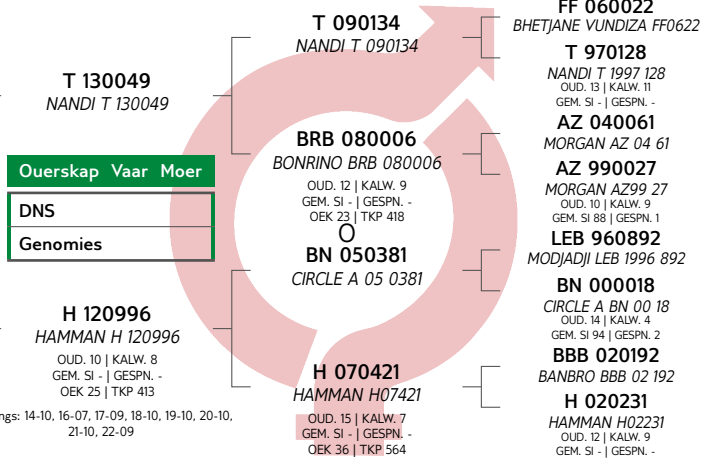 T 130049
NANDI T 130049
Ouerskap Vaar Moer
DNS
Genomies
H 120996
HAMMAN H 120996
OUD. 10 | KALW. 8
GEM. SI - | GESPN. -
OEK 25 | TKP 413
ngs: 14-10, 16-07, 17-09, 18-10, 19-10, 20-10,
21-10, 22-09
T 090134
NANDI T 090134
BRB 080006
BONRINO BRB 080006
OUD. 12 | KALW. 9
GEM. SI - | GESPN. -
OEK 23 | TKP 418
O
BN 050381
CIRCLE A 05 0381
H 070421
HAMMAN H07421
OUD. 15 | KALW. 7
GEM. SI - | GESPN. -
OEK 36 | TKP 564
FF 060022
BHETJANE VUNDIZA FF0622
T 970128
NANDI T 1997 128
OUD. 13 | KALW. 11
GEM. SI - | GESPN. -
AZ 040061
MORGAN AZ 04 61
AZ 990027
MORGAN AZ99 27
OUD. 10 | KALW. 9
GEM. SI 88 | GESPN. 1
LEB 960892
MODJADJI LEB 1996 892
BN 000018
CIRCLE A BN 00 18
OUD. 14 | KALW. 4
GEM. SI 94 | GESPN. 2
BBB 020192
BANBRO BBB 02 192
H 020231
HAMMAN H02231
OUD. 12 | KALW. 9
GEM. SI - | GESPN. -